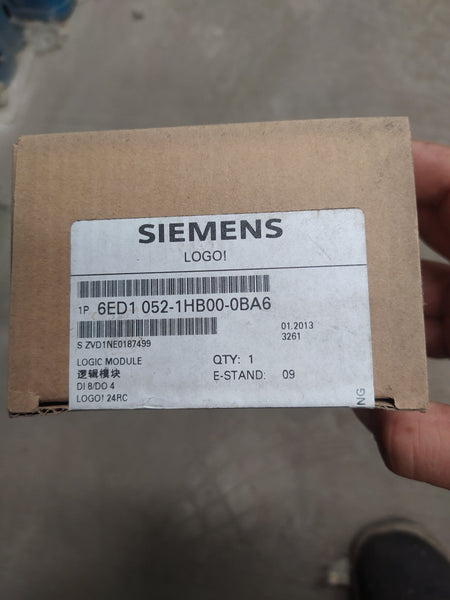 SIEMENS
LOGO!
1P 6ED1 052-1HB00-0BA6
01.2013
S ZVD1NE0187499
3261
LOGIC MODULE
QTY: 1
逻辑模块
E-STAND: 09
DI 8/DO 4
LOGO! 24RC
NG